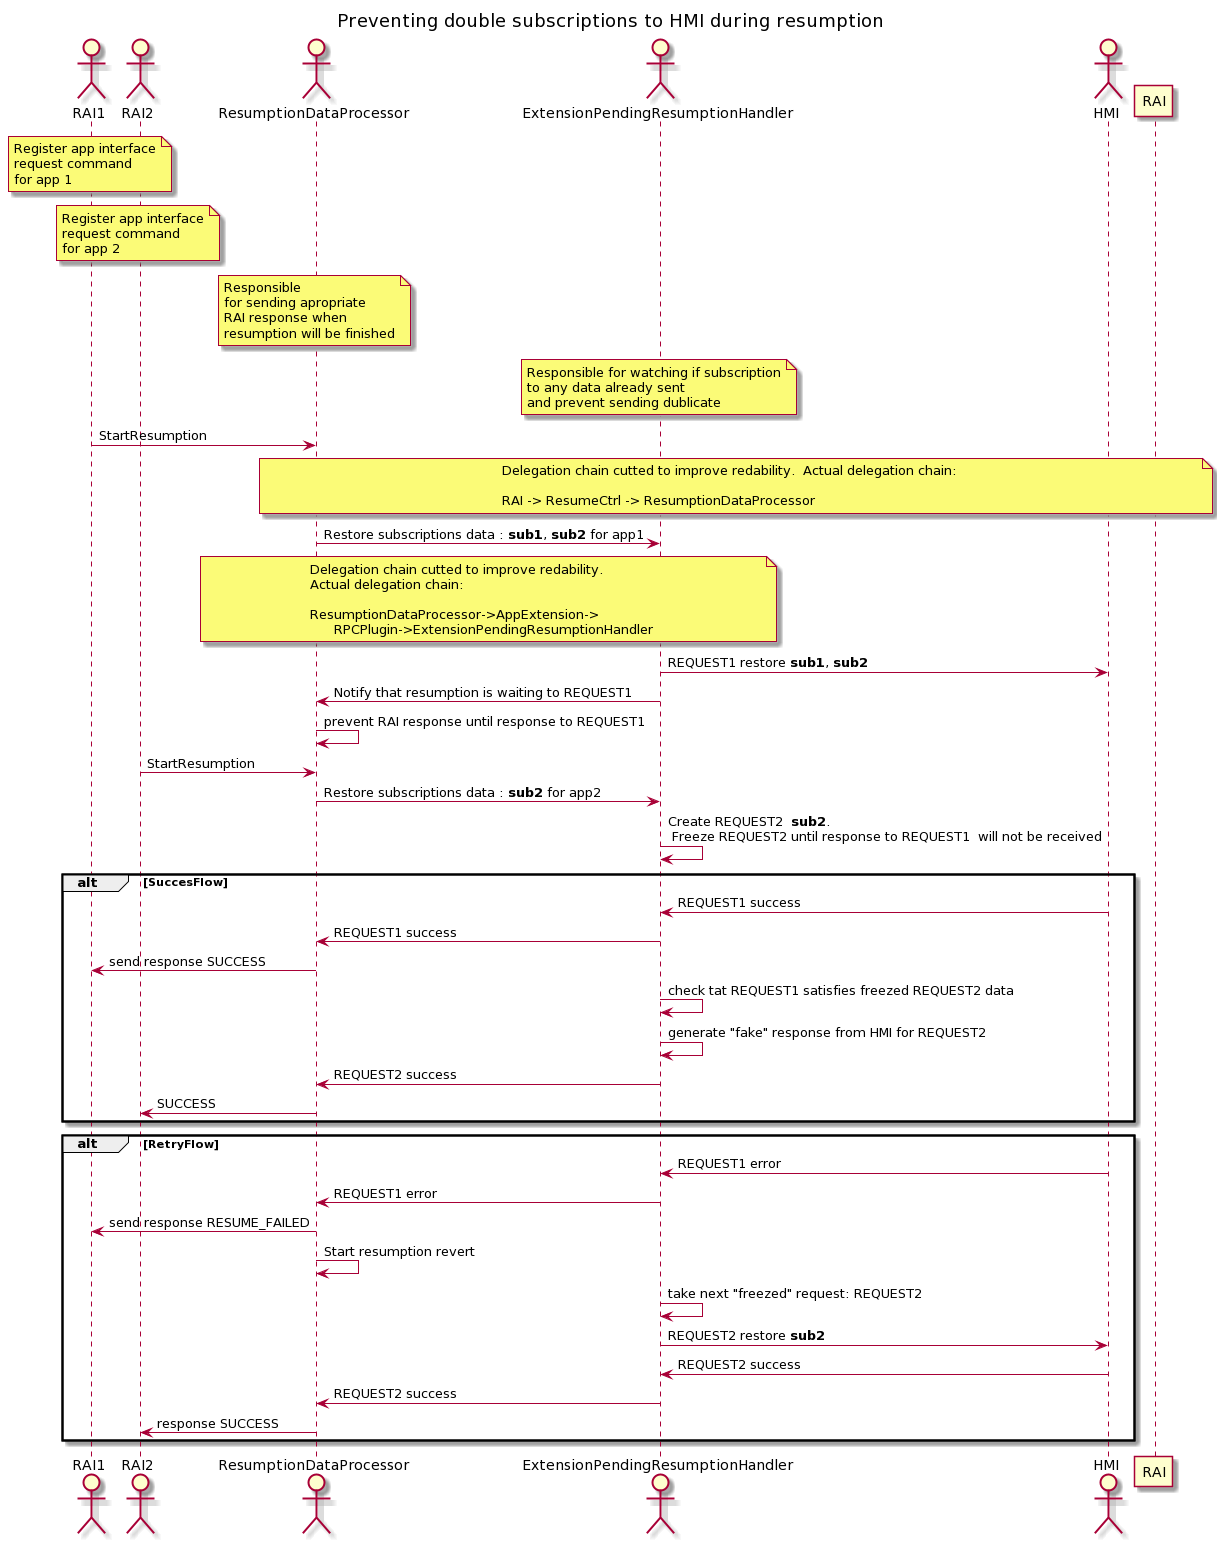 Preventing double subscriptions to HMI during resumption
RAI1
RAI2
ResumptionDataProcessor
ExtensionPendingResumptionHandler
HMI
RAI
Register app interface
request command
for app 1
Register app interface
request command
for app 2
Responsible
for sending apropriate
RAI response when
resumption will be finished
Responsible for watching if subscription
to any data already sent
and prevent sending dublicate
StartResumption
Delegation chain cutted to improve redability.  Actual delegation chain:
RAI -> ResumeCtrl -> ResumptionDataProcessor
Restore subscriptions data : sub1, sub2 for app1
Delegation chain cutted to improve redability.
Actual delegation chain:
ResumptionDataProcessor->AppExtension->
RPCPlugin->ExtensionPendingResumptionHandler
REQUEST1 restore sub1, sub2
Notify that resumption is waiting to REQUEST1
prevent RAI response until response to REQUEST1
StartResumption
Restore subscriptions data : sub2 for app2
Create REQUEST2  sub2.
Freeze REQUEST2 until response to REQUEST1  will not be received
alt [SuccesFlow]
REQUEST1 success
REQUEST1 success
send response SUCCESS
check tat REQUEST1 satisfies freezed REQUEST2 data
generate "fake" response from HMI for REQUEST2
REQUEST2 success
SUCCESS
alt [RetryFlow]
REQUEST1 error
REQUEST1 error
send response RESUME_FAILED
Start resumption revert
take next "freezed" request: REQUEST2
REQUEST2 restore sub2
REQUEST2 success
REQUEST2 success
response SUCCESS
RAI1
RAI2
ResumptionDataProcessor
ExtensionPendingResumptionHandler
HMI
RAI